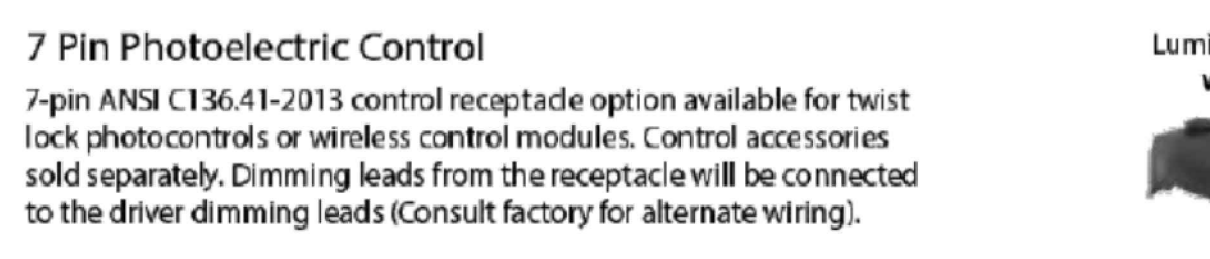 7 Pin Photoelectric Control
7-pin ANSI C136.41-2013 control receptacle option available for twist
lock photocontrols or wireless control modules. Control accessories
sold separately. Dimming leads from the receptacle will be connected
to the driver dimming leads (Consult factory for alternate wiring).